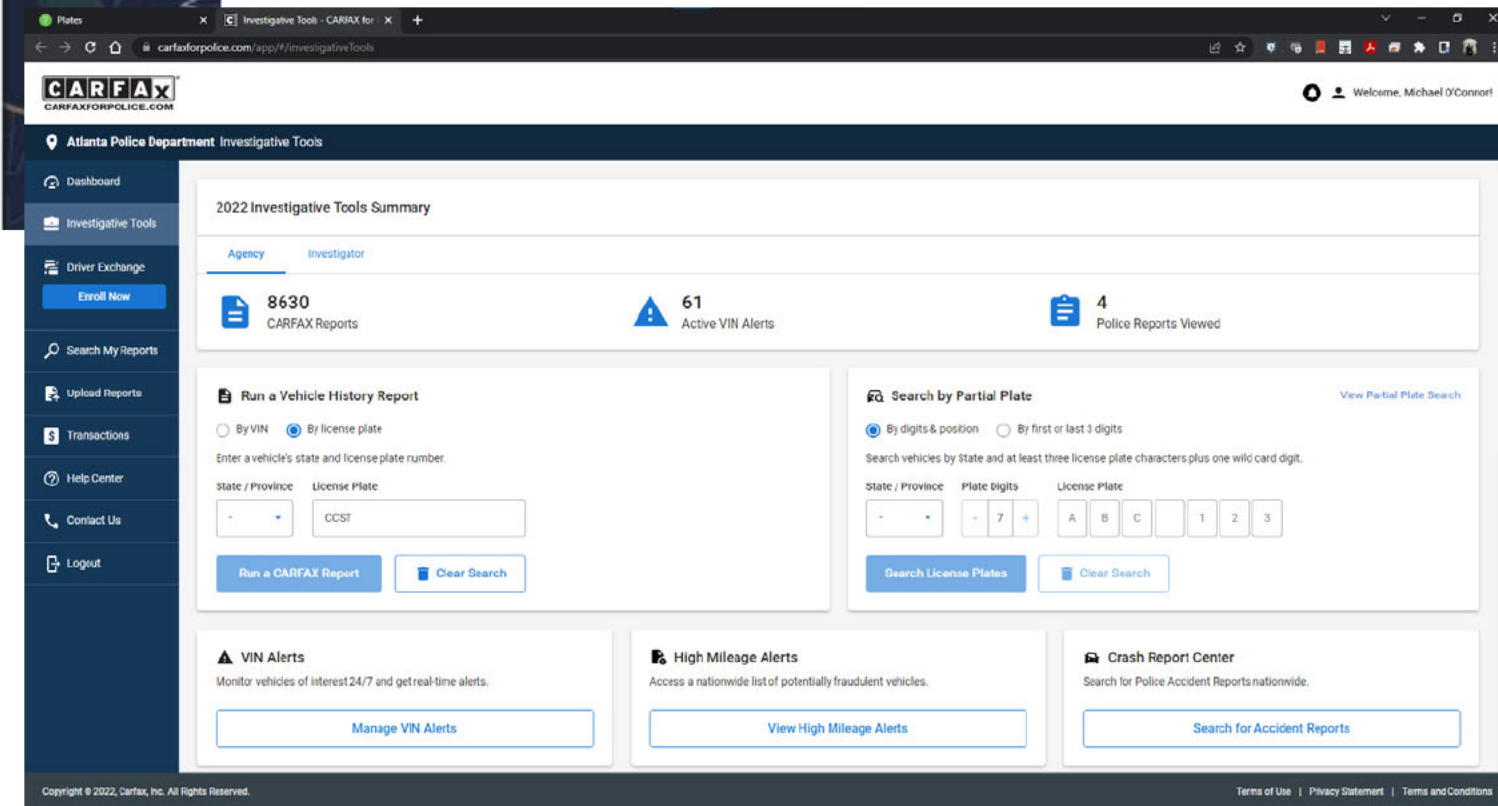 Plates
Investigative Tools - CARFAX for
carfaxforpolice.com/app/#/investigativeTools
CARFAX
CARFAXFORPOLICE.COM
Welcome, Michael O'Connor!
Atlanta Police Department Investigative Tools
Dashboard
Investigative Tools
Driver Exchange
Enroll Now
Search My Reports
Upload Reports
Transactions
Help Center
Contact Us
Logout
2022 Investigative Tools Summary
Agency Investigator
8630 61 4
CARFAX Reports Active VIN Alerts Police Reports Viewed
Run a Vehicle History Report
By VIN By license plate
Enter a vehicle's state and license plate number.
State / Province License Plate
- CCST
Run a CARFAX Report Clear Search
Search by Partial Plate View Partial Plate Search
By digits & position By first or last 3 digits
Search vehicles by State and at least three license plate characters plus one wild card digit.
State / Province Plate Digits License Plate
- - 7 + A B C 1 2 3
Search License Plates Clear Search
VIN Alerts
Monitor vehicles of interest 24/7 and get real-time alerts.
Manage VIN Alerts
High Mileage Alerts
Access a nationwide list of potentially fraudulent vehicles.
View High Mileage Alerts
Crash Report Center
Search for Police Accident Reports nationwide.
Search for Accident Reports
Copyright © 2022, Carfax, Inc. All Rights Reserved.
Terms of Use | Privacy Statement | Terms and Conditions